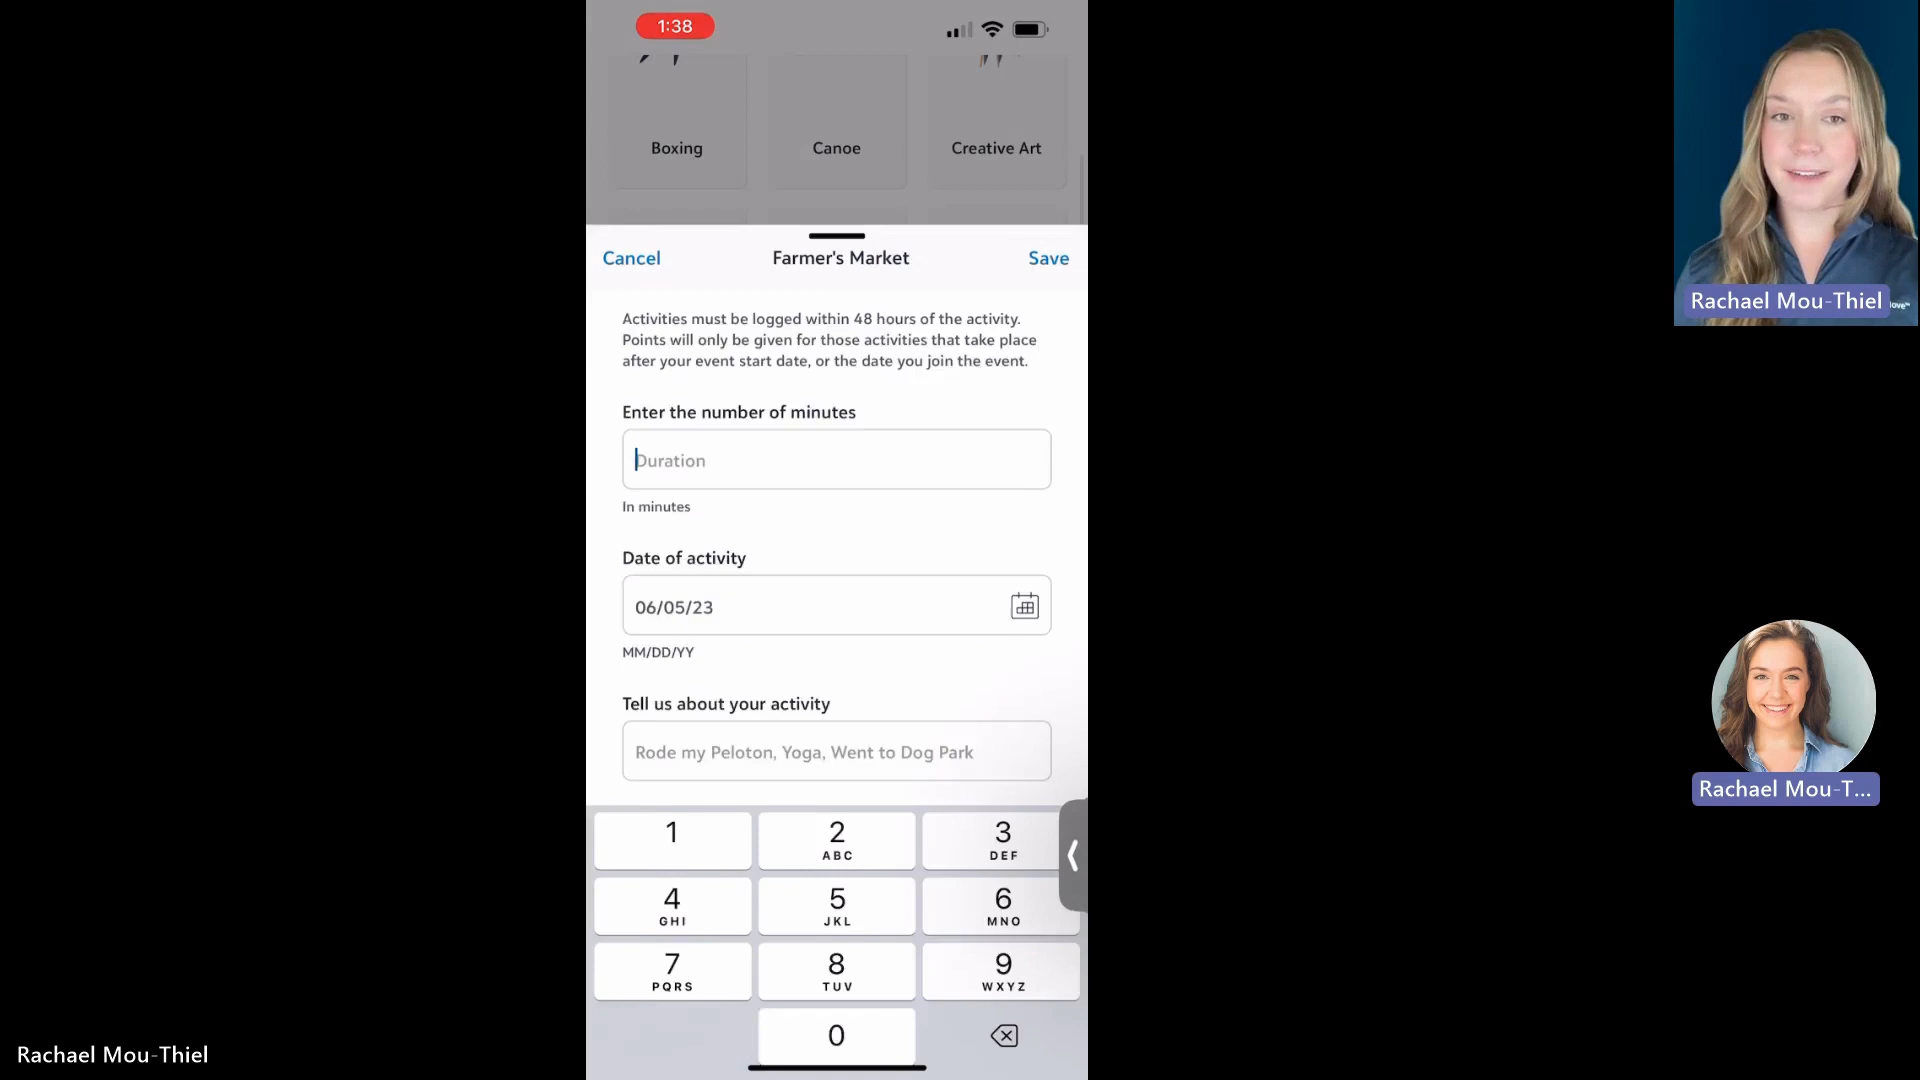 1:38
Boxing
Canoe
Creative Art
Cancel
Farmer's Market
Save
Activities must be logged within 48 hours of the activity.
Points will only be given for those activities that take place
after your event start date, or the date you join the event.
Enter the number of minutes
Duration
In minutes
Date of activity
06/05/23
MM/DD/YY
Tell us about your activity
Rode my Peloton, Yoga, Went to Dog Park
1
2
ABC
3
DEF
4
GHI
5
JKL
6
MNO
7
PQRS
8
TUV
9
WXYZ
0
Rachael Mou-Thiel
Rachael Mou-T...
Rachael Mou-Thiel